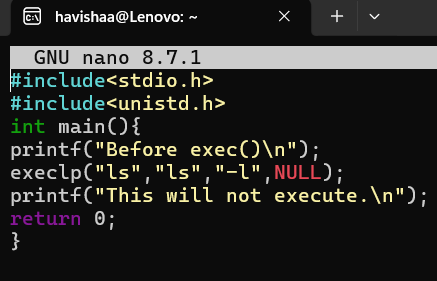 havishaa@Lenovo: ~
GNU nano 8.7.1
#include<stdio.h>
#include<unistd.h>
int main(){
printf("Before exec()\n");
execlp("ls","ls","-l",NULL);
printf("This will not execute.\n");
return 0;
}